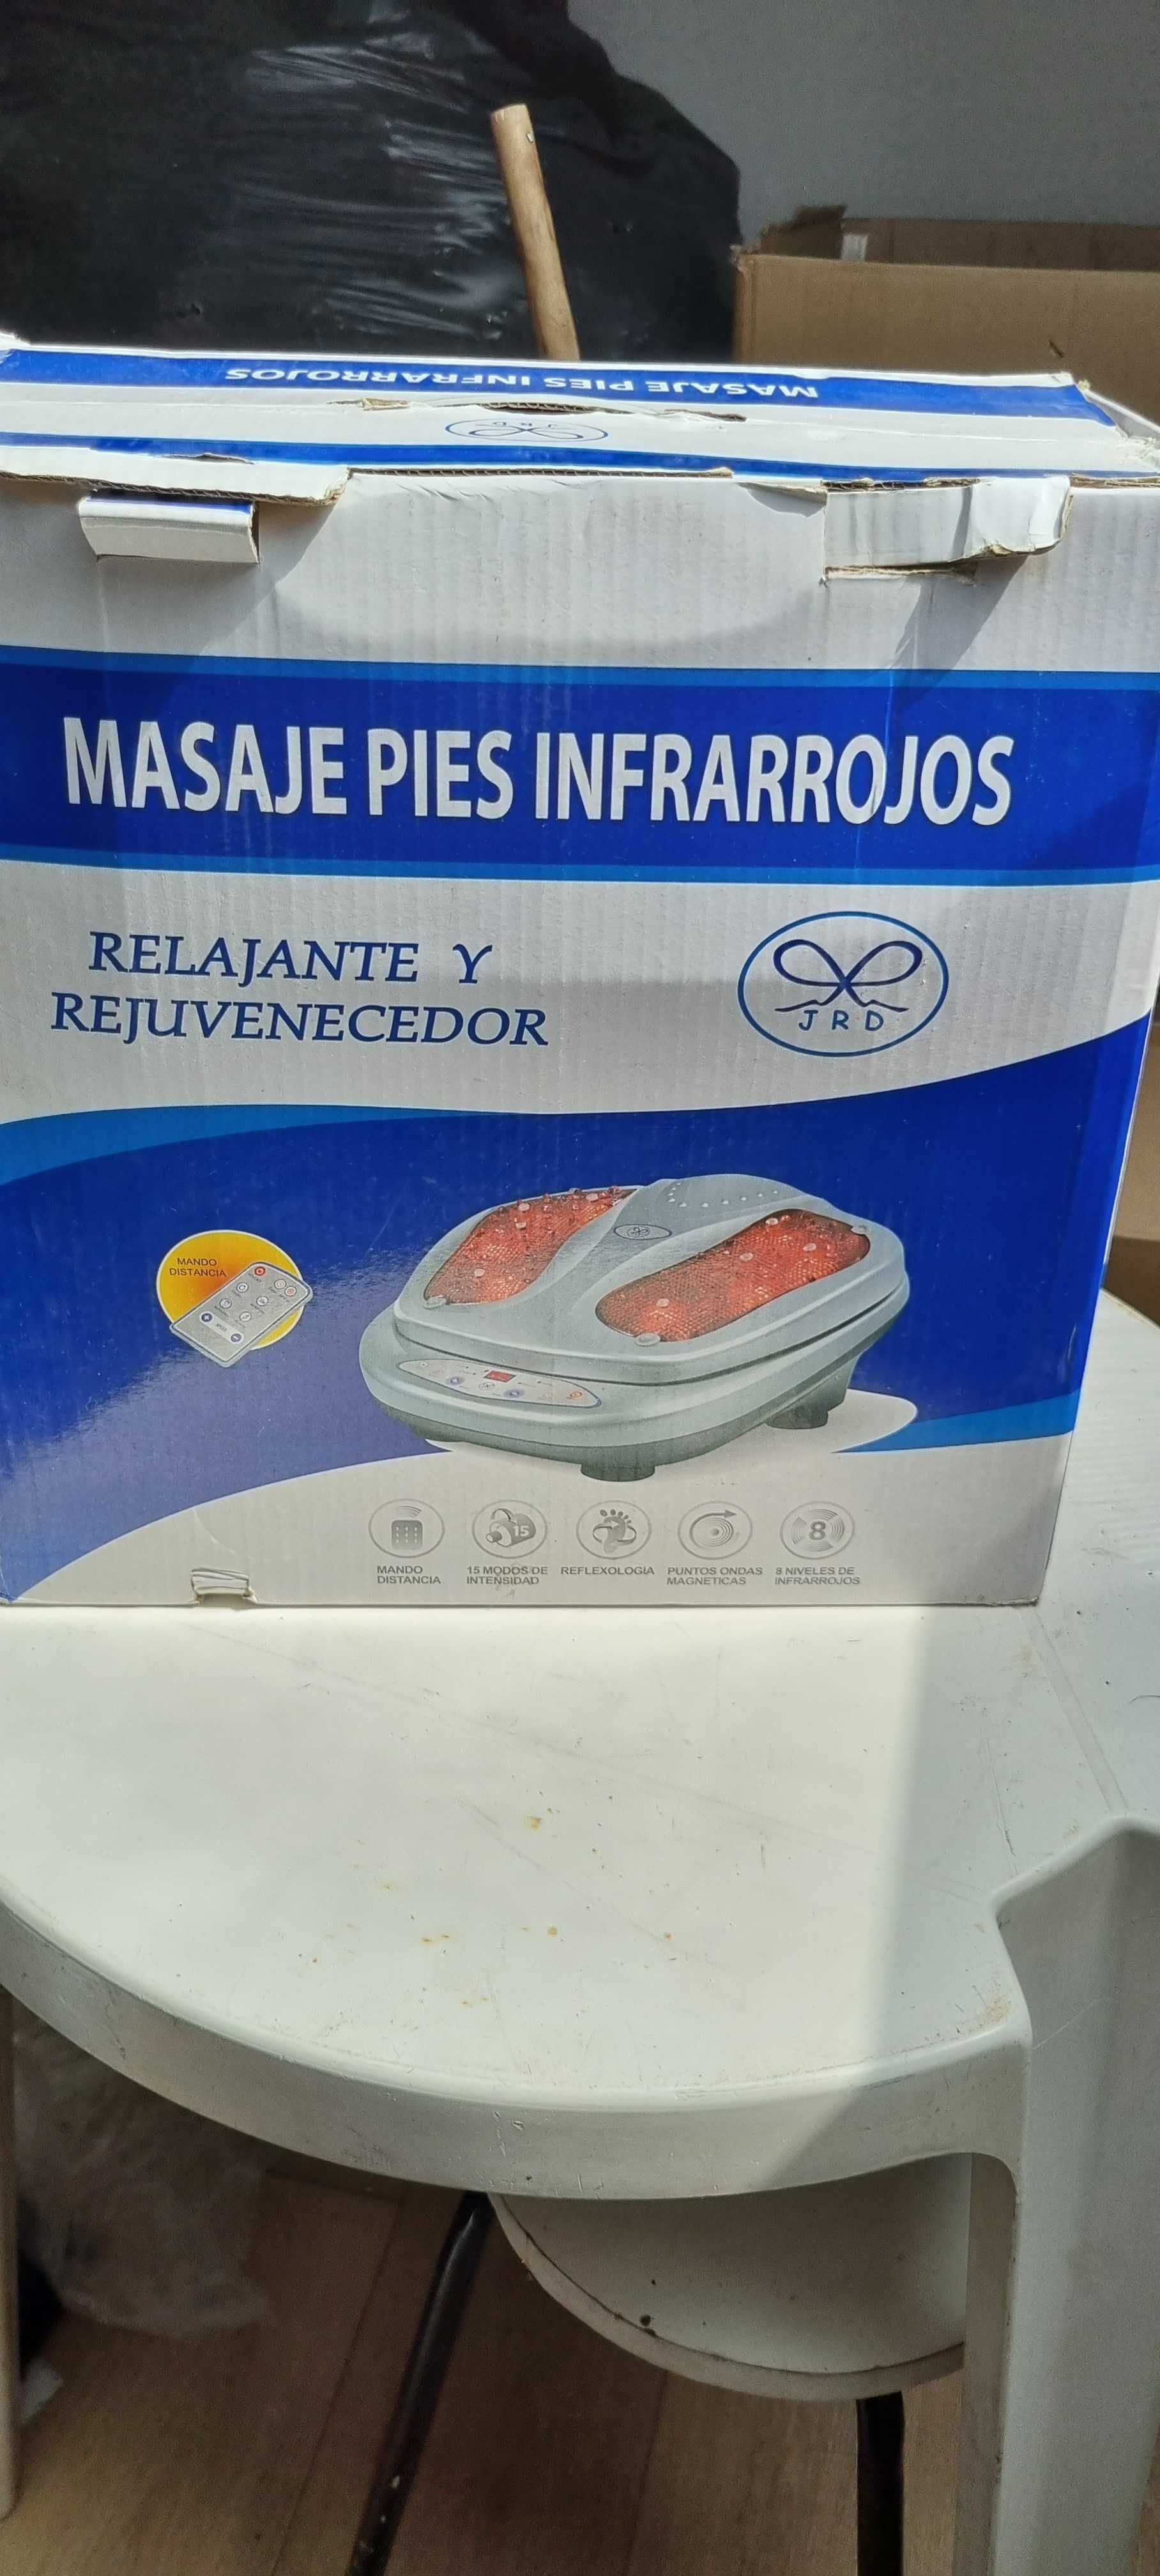 MASAJE PIES INFRARROJOS
JRD
MASAJE PIES INFRARROJOS
RELAJANTE Y
REJUVENECEDOR
JRD
MANDO
DISTANCIA
15
8
MANDO
DISTANCIA
15 MODOS DE
INTENSIDAD
REFLEXOLOGÍA
PUNTOS ONDAS
MAGNETICAS
8 NIVELES DE
INFRARROJOS